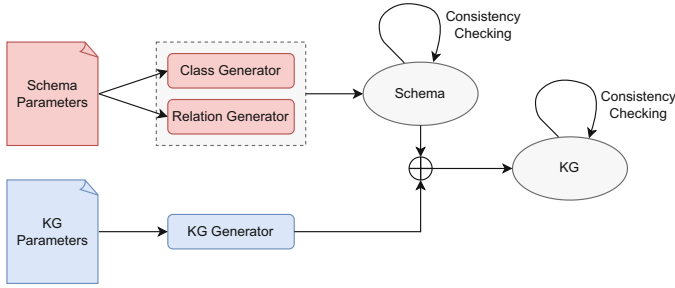 Schema
Parameters
Class Generator
Relation Generator
Schema
Consistency
Checking
KG
Parameters
KG Generator
KG
Consistency
Checking